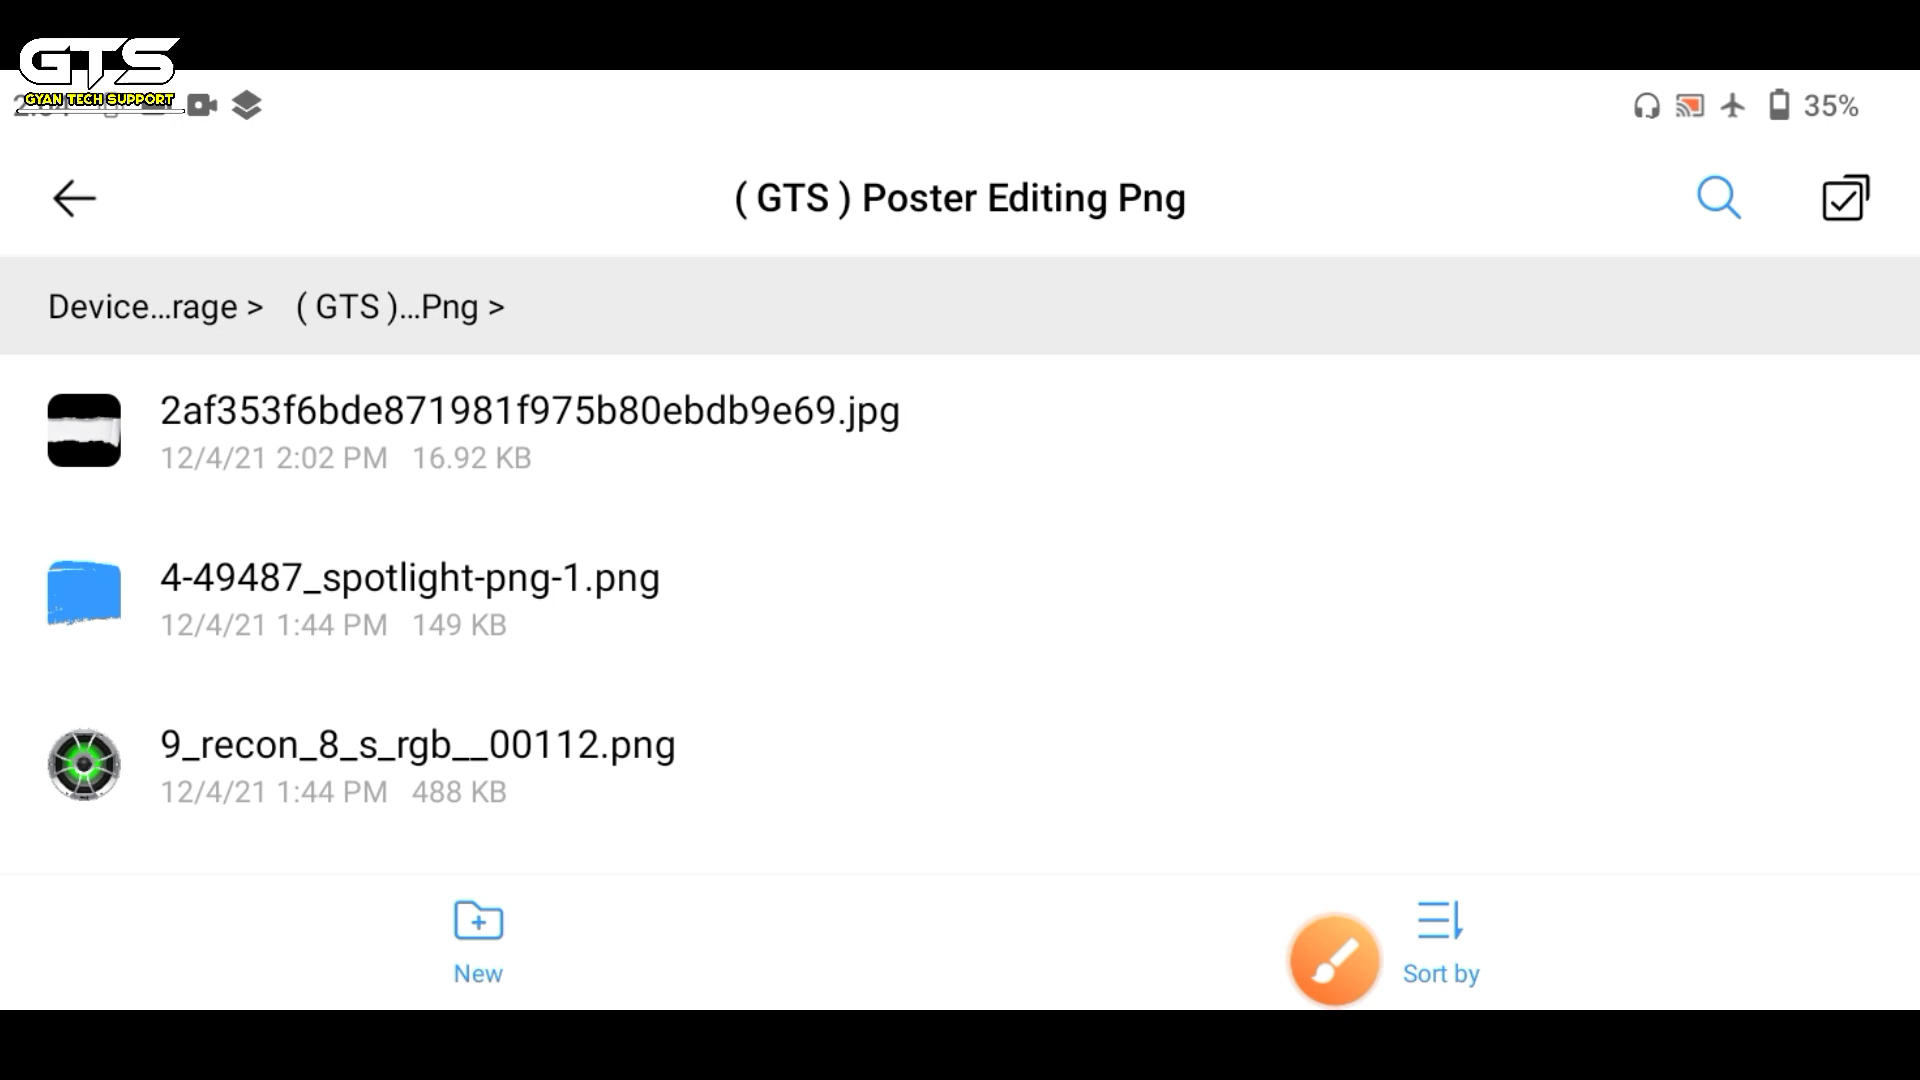 GTS
GYAN TECH SUPPORT
35%
( GTS ) Poster Editing Png
Device...rage >
( GTS )...Png >
2af353f6bde871981f975b80ebdb9e69.jpg
12/4/21 2:02 PM 16.92 KB
4-49487_spotlight-png-1.png
12/4/21 1:44 PM 149 KB
9_recon_8_s_rgb__00112.png
12/4/21 1:44 PM 488 KB
New
Sort by